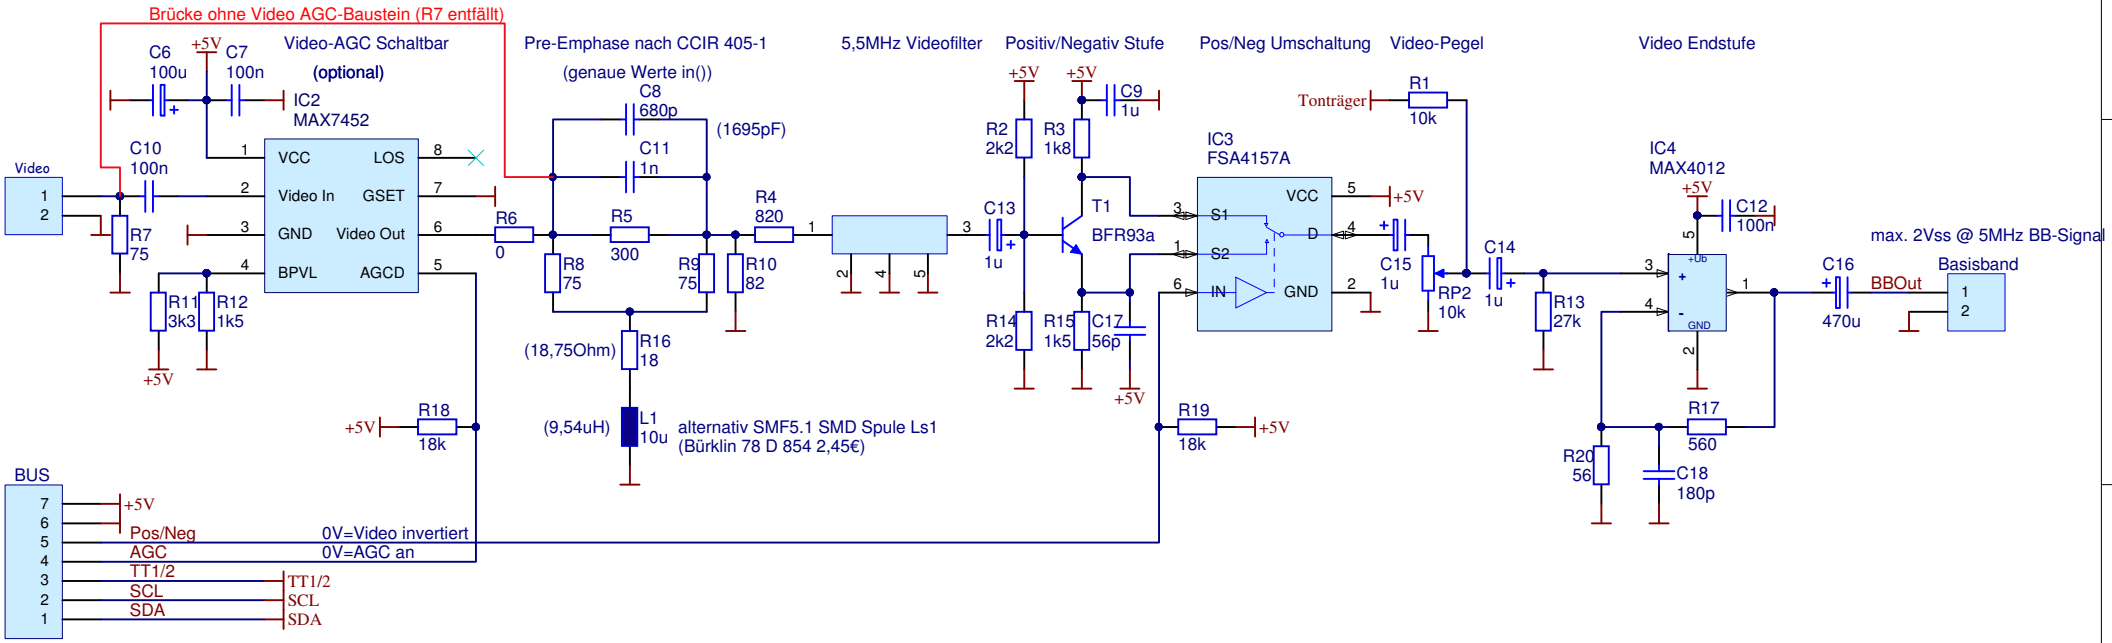 Brücke ohne Video AGC-Baustein (R7 entfällt)
Video-AGC Schaltbar
(optional)
Pre-Emphase nach CCIR 405-1
(genaue Werte in())
5,5MHz Videofilter
Positiv/Negativ Stufe
Pos/Neg Umschaltung
Video-Pegel
Video Endstufe
C6
100u
+5V
C7
100n
IC2
MAX7452
1 VCC LOS 8
2 Video In GSET 7
3 GND Video Out 6
4 BPVL AGCD 5
Video
1
2
C10
100n
R7
75
R11
3k3
R12
1k5
+5V
R6
0
C8
680p
(1695pF)
C11
1n
R5
300
R4
820
R8
75
R9
75
R10
82
(18,75Ohm)
R16
18
(9,54uH)
L1
10u
alternativ SMF5.1 SMD Spule Ls1
(Bürklin 78 D 854 2,45€)
+5V
R18
18k
1
3
2
4
5
C13
1u
+5V
R2
2k2
R14
2k2
+5V
R3
1k8
C9
1u
T1
BFR93a
R15
1k5
C17
56p
+5V
IC3
FSA4157A
VCC 5
+5V
3 S1
1 S2
D 4
6 IN
GND 2
R19
18k
+5V
Tonträger
R1
10k
C15
1u
RP2
10k
C14
1u
R13
27k
IC4
MAX4012
+5V
C12
100n
5
+Ub
3 +
4 -
1
GND
2
R17
560
R20
56
C18
180p
max. 2Vss @ 5MHz BB-Signal
C16
470u
BBOut
Basisband
1
2
BUS
7 +5V
6
5 Pos/Neg 0V=Video invertiert
4 AGC 0V=AGC an
3 TT1/2 TT1/2
2 SCL SCL
1 SDA SDA